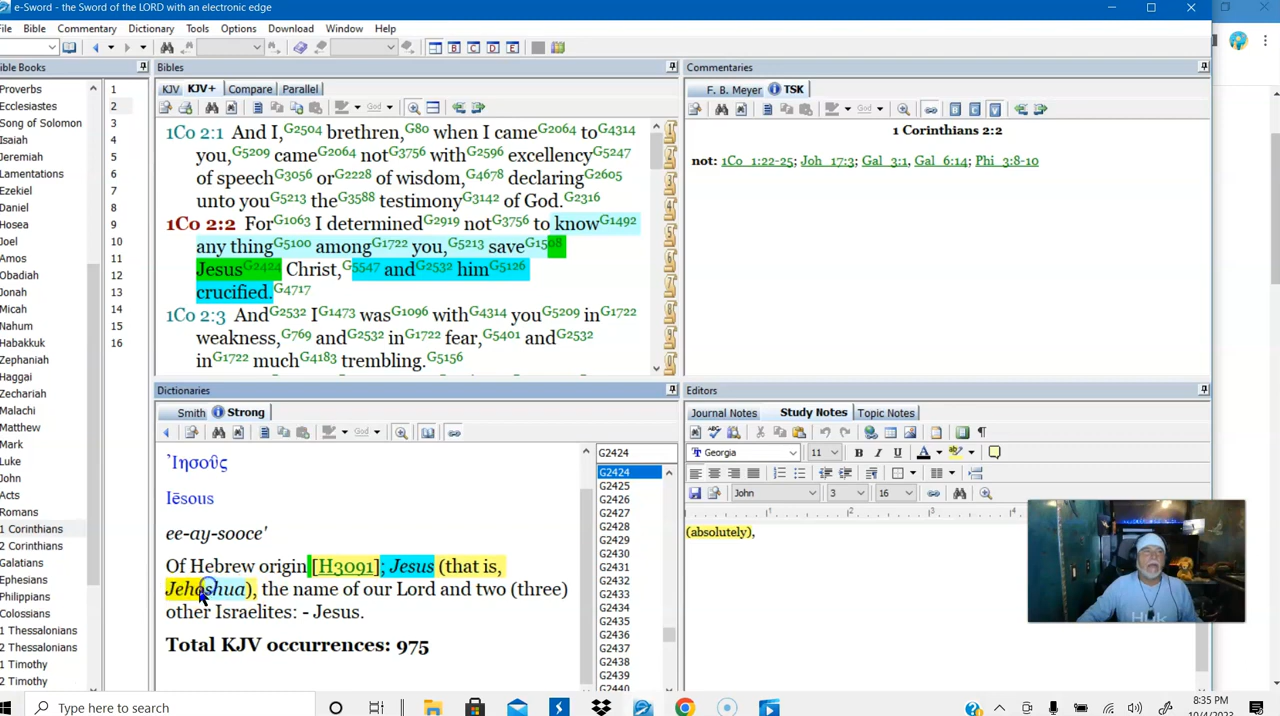 e-Sword - the Sword of the LORD with an electronic edge
File Bible Commentary Dictionary Tools Options Download Window Help
B C D E
ible Books
Proverbs
Ecclesiastes
Song of Solomon
Isaiah
Jeremiah
Lamentations
Ezekiel
Daniel
Hosea
Joel
Amos
Obadiah
Jonah
Micah
Nahum
Habakkuk
Zephaniah
Haggai
Zechariah
Malachi
Matthew
Mark
Luke
John
Acts
Romans
1 Corinthians
2 Corinthians
Galatians
Ephesians
Philippians
Colossians
1 Thessalonians
2 Thessalonians
1 Timothy
2 Timothy
1
2
3
4
5
6
7
8
9
10
11
12
13
14
15
16
Bibles
KJV KJV+ Compare Parallel
God
1Co 2:1 And I,G2504 brethren,G80 when I cameG2064 toG4314
you,G5209 cameG2064 notG3756 withG2596 excellencyG5247
of speechG3056 orG2228 of wisdom,G4678 declaringG2605
unto youG5213 theG3588 testimonyG3142 of God.G2316
1Co 2:2 ForG1063 I determinedG2919 notG3756 to knowG1492
any thingG5100 amongG1722 you,G5213 saveG1508
JesusG2424 Christ,G5547 andG2532 himG5126
crucified.G4717
1Co 2:3 AndG2532 IG1473 wasG1096 withG4314 youG5209 inG1722
weakness,G769 andG2532 inG1722 fear,G5401 andG2532
inG1722 muchG4183 trembling.G5156
Commentaries
F. B. Meyer TSK
God
B C V
1 Corinthians 2:2
not: 1Co_1:22-25; Joh_17:3; Gal_3:1, Gal_6:14; Phi_3:8-10
Dictionaries
Smith Strong
God
Ἰησοῦς
Iēsous
ee-ay-sooce'
Of Hebrew origin [H3091]; Jesus (that is,
Jehoshua), the name of our Lord and two (three)
other Israelites: - Jesus.
Total KJV occurrences: 975
G2424
G2424
G2425
G2426
G2427
G2428
G2429
G2430
G2431
G2432
G2433
G2434
G2435
G2436
G2437
G2438
G2439
G2440
Editors
Journal Notes Study Notes Topic Notes
Georgia 11 B I U A
John 3 16
1 2 3 4
(absolutely),
Type here to search
8:35 PM